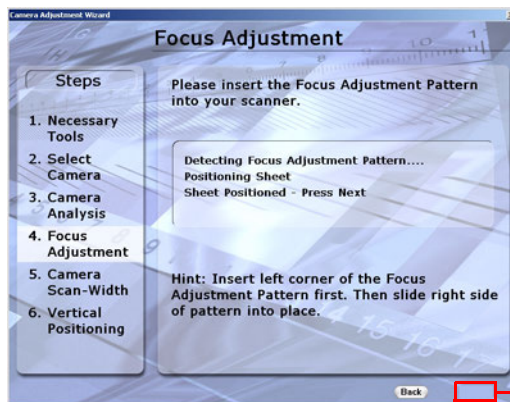 Camera Adjustment Wizard
Focus Adjustment
Steps
1. Necessary
Tools
2. Select
Camera
3. Camera
Analysis
4. Focus
Adjustment
5. Camera
Scan-Width
6. Vertical
Positioning
Please insert the Focus Adjustment Pattern
into your scanner.
Detecting Focus Adjustment Pattern....
Positioning Sheet
Sheet Positioned - Press Next
Hint: Insert left corner of the Focus
Adjustment Pattern first. Then slide right side
of pattern into place.
Back